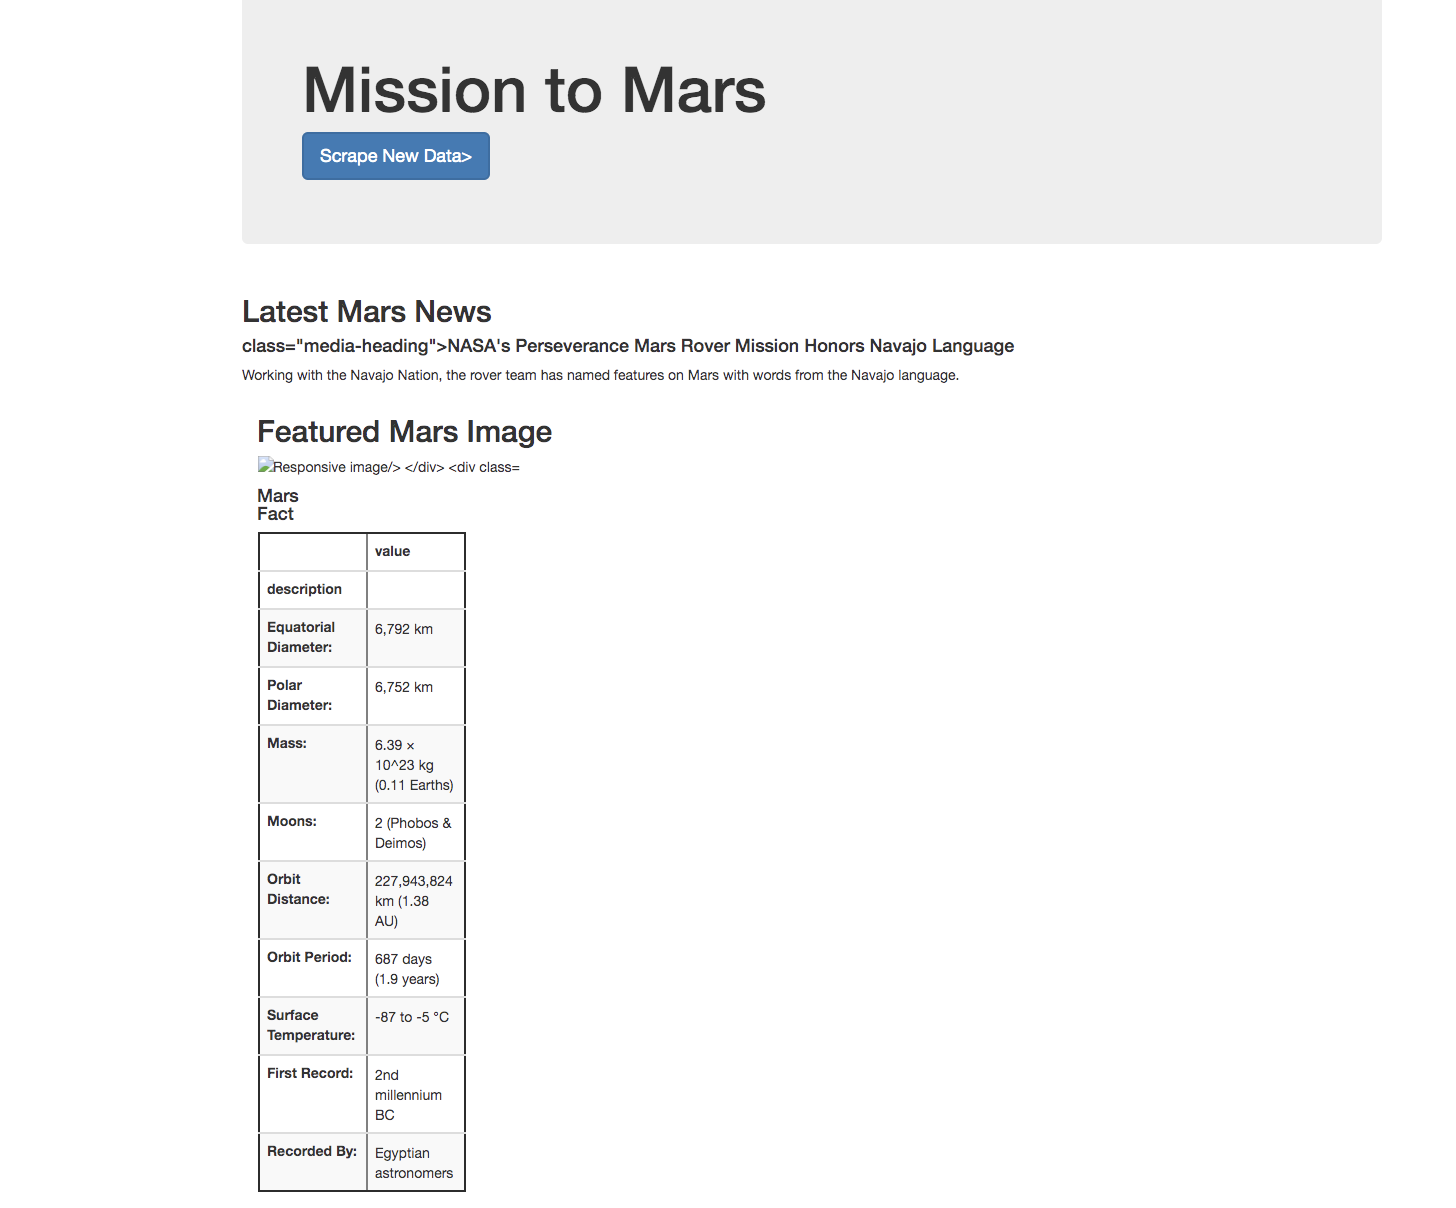 Mission to Mars
Scrape New Data>
Latest Mars News
class="media-heading">NASA's Perseverance Mars Rover Mission Honors Navajo Language
Working with the Navajo Nation, the rover team has named features on Mars with words from the Navajo language.
Featured Mars Image
Responsive image/> </div> <div class=
Mars
Fact
value
description
Equatorial
Diameter:
6,792 km
Polar
Diameter:
6,752 km
Mass:
6.39 ×
10^23 kg
(0.11 Earths)
Moons:
2 (Phobos &
Deimos)
Orbit
Distance:
227,943,824
km (1.38
AU)
Orbit Period:
687 days
(1.9 years)
Surface
Temperature:
-87 to -5 °C
First Record:
2nd
millennium
BC
Recorded By:
Egyptian
astronomers